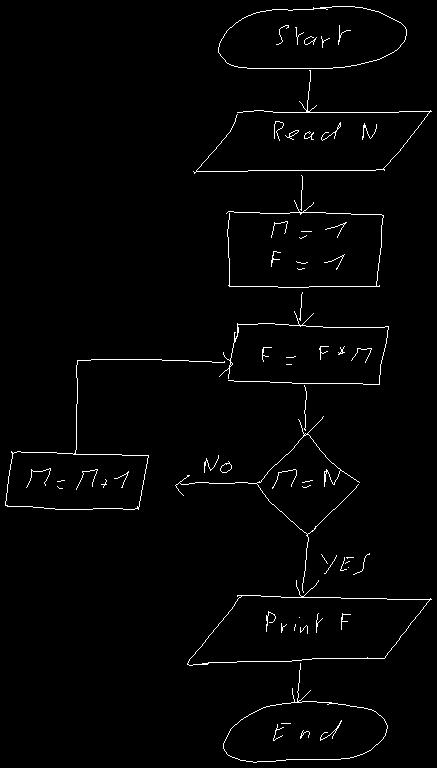 Start
Read N
M = 1
F = 1
F = F * M
NO
M = M + 1
M = N
YES
Print F
End